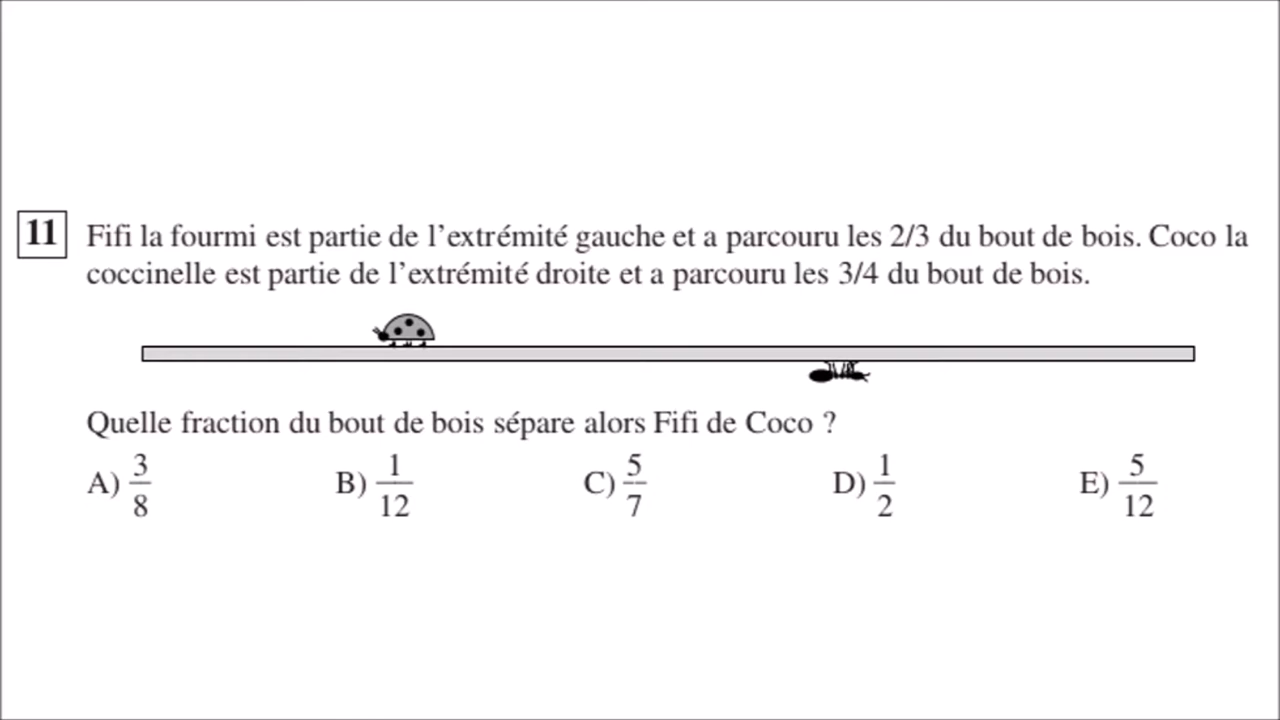 11 Fifi la fourmi est partie de l’extrémité gauche et a parcouru les 2/3 du bout de bois. Coco la
coccinelle est partie de l’extrémité droite et a parcouru les 3/4 du bout de bois.
Quelle fraction du bout de bois sépare alors Fifi de Coco ?
A) 3/8 B) 1/12 C) 5/7 D) 1/2 E) 5/12